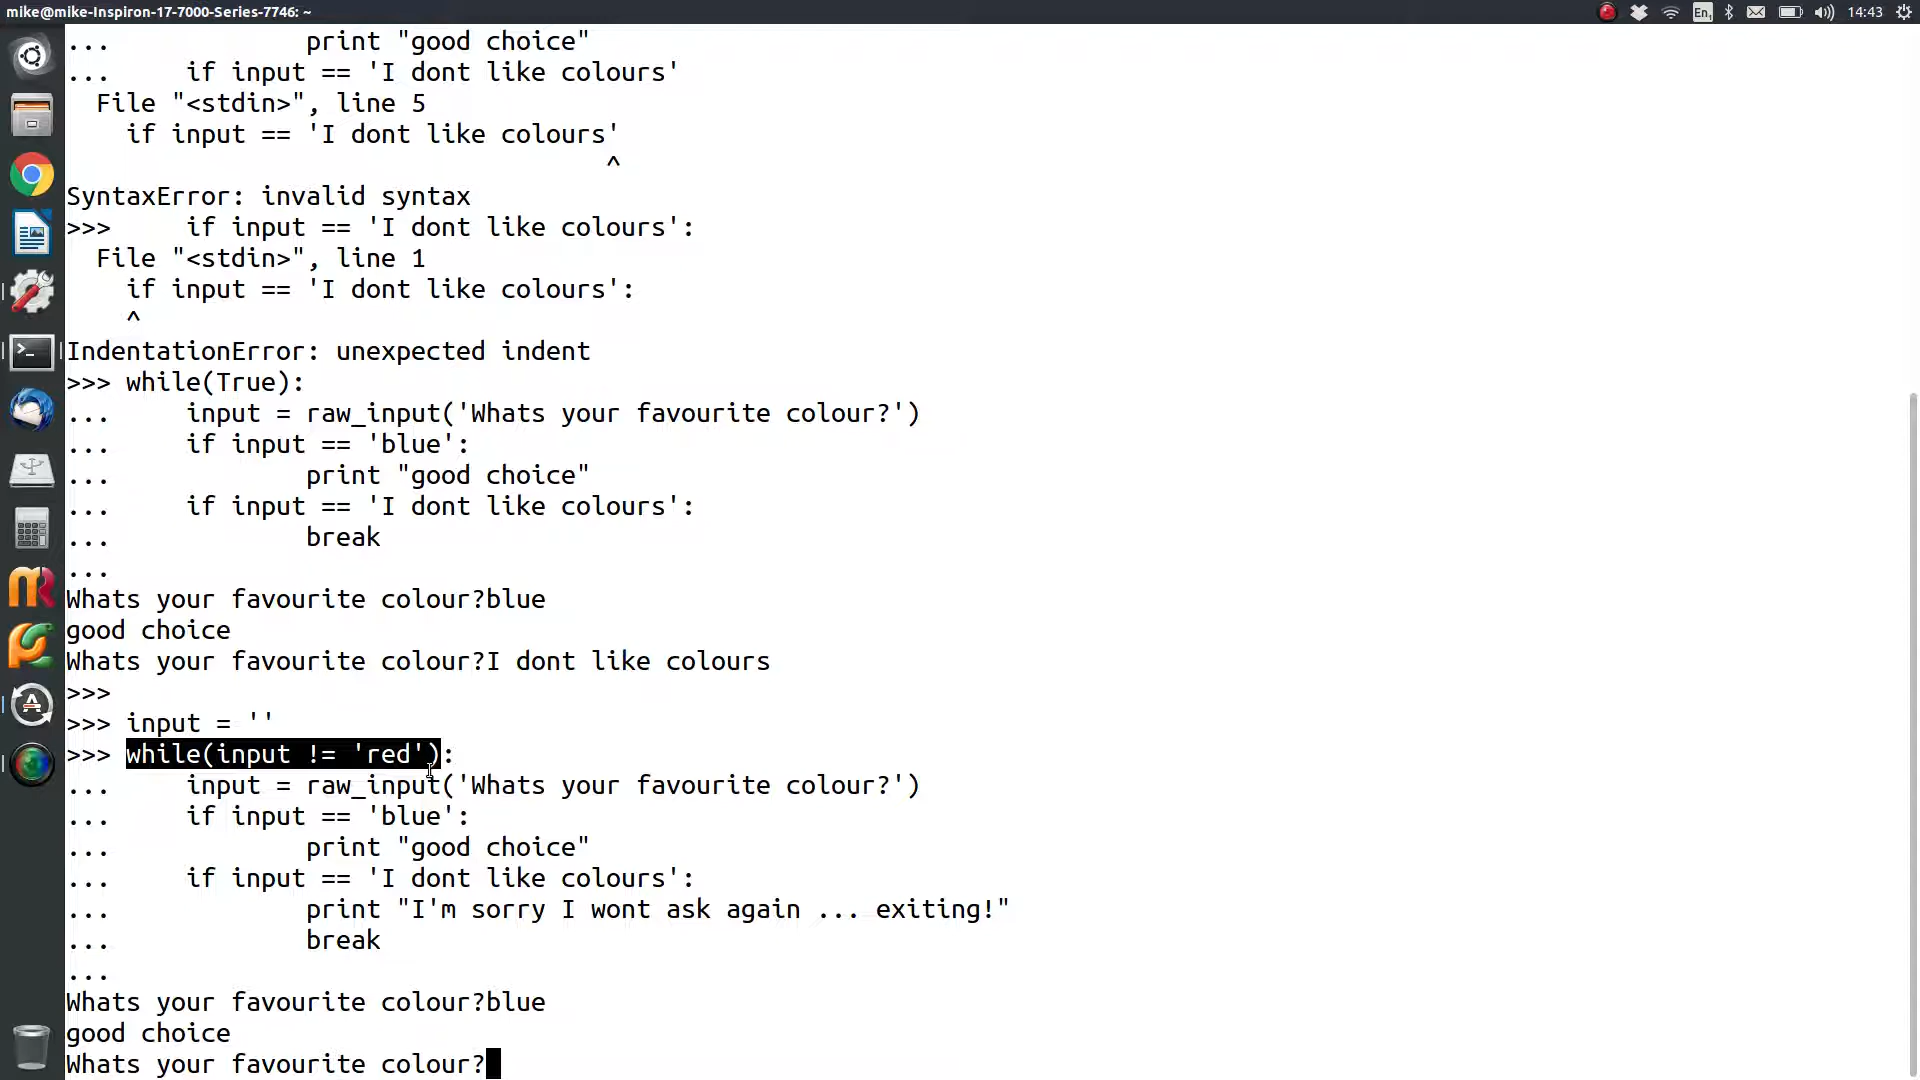 mike@mike-Inspiron-17-7000-Series-7746: ~ En1 14:43
...             print "good choice"
...     if input == 'I dont like colours'
  File "<stdin>", line 5
    if input == 'I dont like colours'
                                    ^
SyntaxError: invalid syntax
>>>     if input == 'I dont like colours':
  File "<stdin>", line 1
    if input == 'I dont like colours':
    ^
IndentationError: unexpected indent
>>> while(True):
...     input = raw_input('Whats your favourite colour?')
...     if input == 'blue':
...             print "good choice"
...     if input == 'I dont like colours':
...             break
...
Whats your favourite colour?blue
good choice
Whats your favourite colour?I dont like colours
>>>
>>> input = ''
>>> while(input != 'red'):
...     input = raw_input('Whats your favourite colour?')
...     if input == 'blue':
...             print "good choice"
...     if input == 'I dont like colours':
...             print "I'm sorry I wont ask again ... exiting!"
...             break
...
Whats your favourite colour?blue
good choice
Whats your favourite colour?